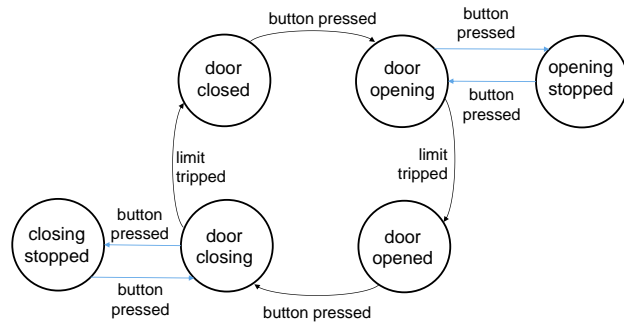 button pressed
button
pressed
door
closed
door
opening
opening
stopped
button
pressed
limit
tripped
limit
tripped
button
pressed
closing
stopped
door
closing
door
opened
button
pressed
button pressed